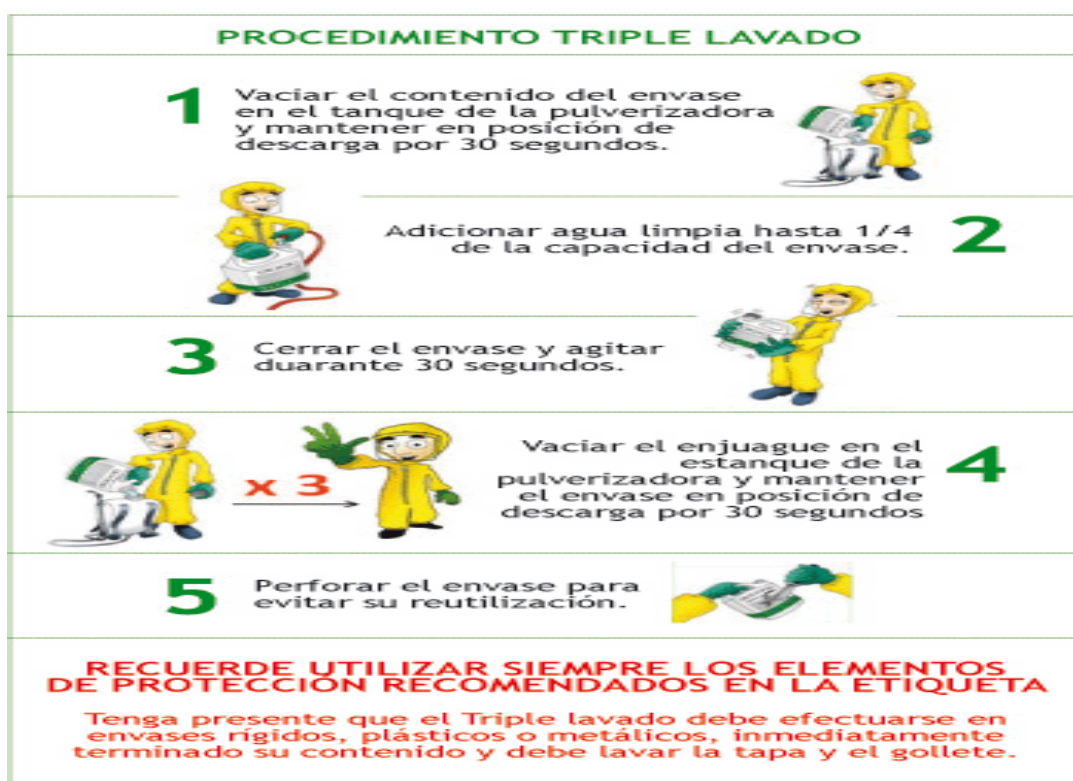 PROCEDIMIENTO TRIPLE LAVADO
1
Vaciar el contenido del envase
en el tanque de la pulverizadora
y mantener en posición de
descarga por 30 segundos.
Adicionar agua limpia hasta 1/4
de la capacidad del envase.
2
3
Cerrar el envase y agitar
duarante 30 segundos.
x 3
Vaciar el enjuague en el
estanque de la
pulverizadora y mantener
el envase en posición de
descarga por 30 segundos
4
5
Perforar el envase para
evitar su reutilización.
RECUERDE UTILIZAR SIEMPRE LOS ELEMENTOS
DE PROTECCION RECOMENDADOS EN LA ETIQUETA
Tenga presente que el Triple lavado debe efectuarse en
envases rígidos, plásticos o metálicos, inmediatamente
terminado su contenido y debe lavar la tapa y el gollete.